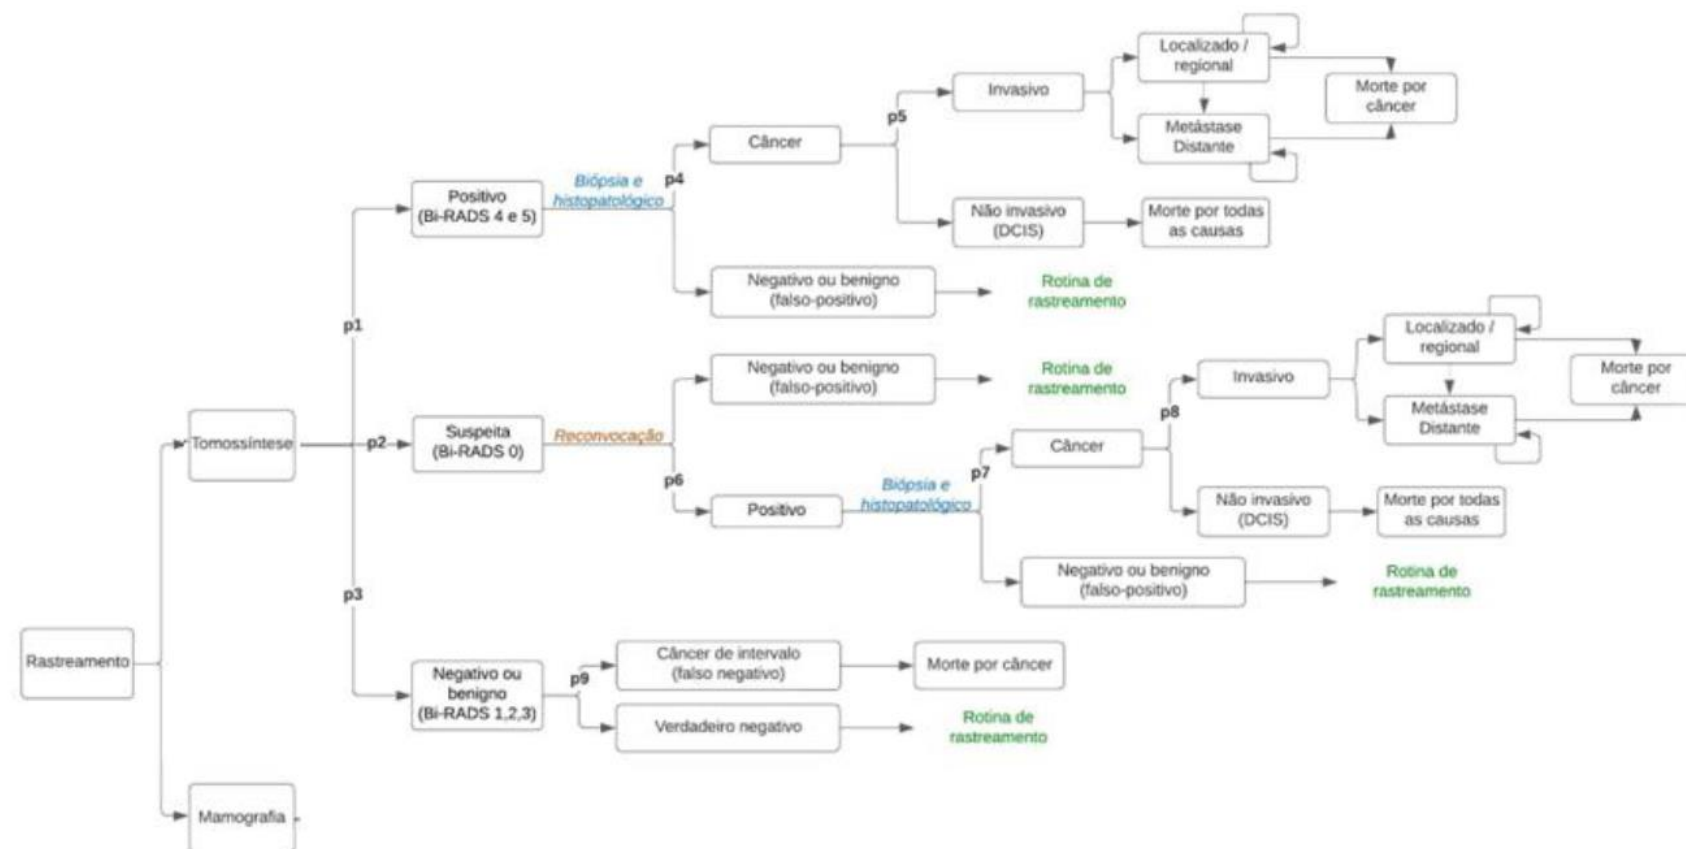 Localizado /
regional
Invasivo
Morte por
câncer
p5
Metástase
Distante
Câncer
Biópsia e
histopatológico
p4
Positivo
(Bi-RADS 4 e 5)
Não invasivo
(DCIS)
Morte por todas
as causas
Negativo ou benigno
(falso-positivo)
Rotina de
rastreamento
p1
Negativo ou benigno
(falso-positivo)
Rotina de
rastreamento
Localizado /
regional
Invasivo
Morte por
câncer
p8
Metástase
Distante
Tomossíntese
p2
Suspeita
(Bi-RADS 0)
Reconvocação
Câncer
p6
p7
Positivo
Biópsia e
histopatológico
Não invasivo
(DCIS)
Morte por todas
as causas
Negativo ou benigno
(falso-positivo)
Rotina de
rastreamento
p3
Rastreamento
Negativo ou
benigno
(Bi-RADS 1,2,3)
p9
Câncer de intervalo
(falso negativo)
Morte por câncer
Verdadeiro negativo
Rotina de
rastreamento
Mamografia